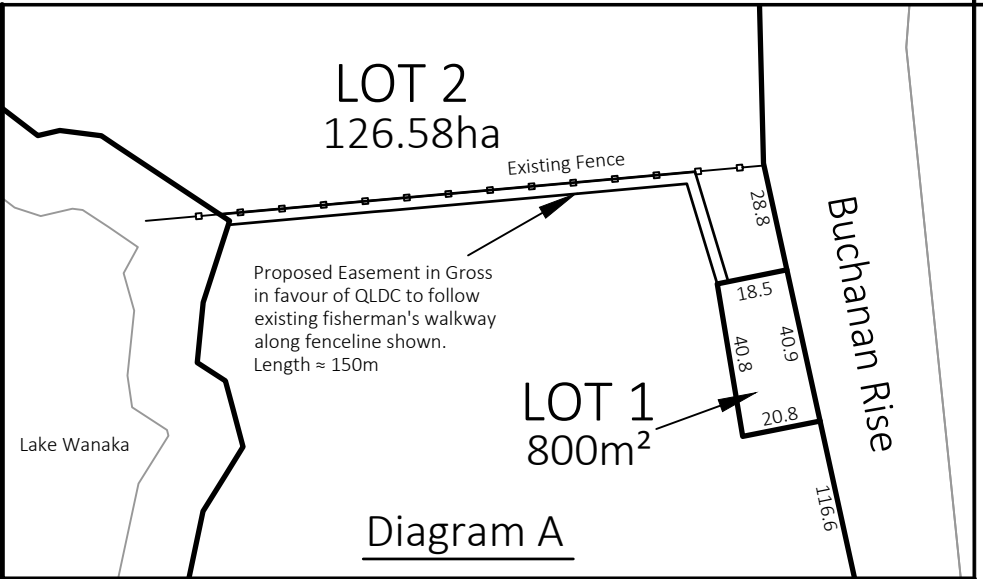 LOT 2
126.58ha
Existing Fence
28.8
Buchanan Rise
Proposed Easement in Gross
in favour of QLDC to follow
existing fisherman's walkway
along fenceline shown.
Length ≈ 150m
18.5
40.8
40.9
20.8
LOT 1
800m²
Lake Wanaka
116.6
Diagram A